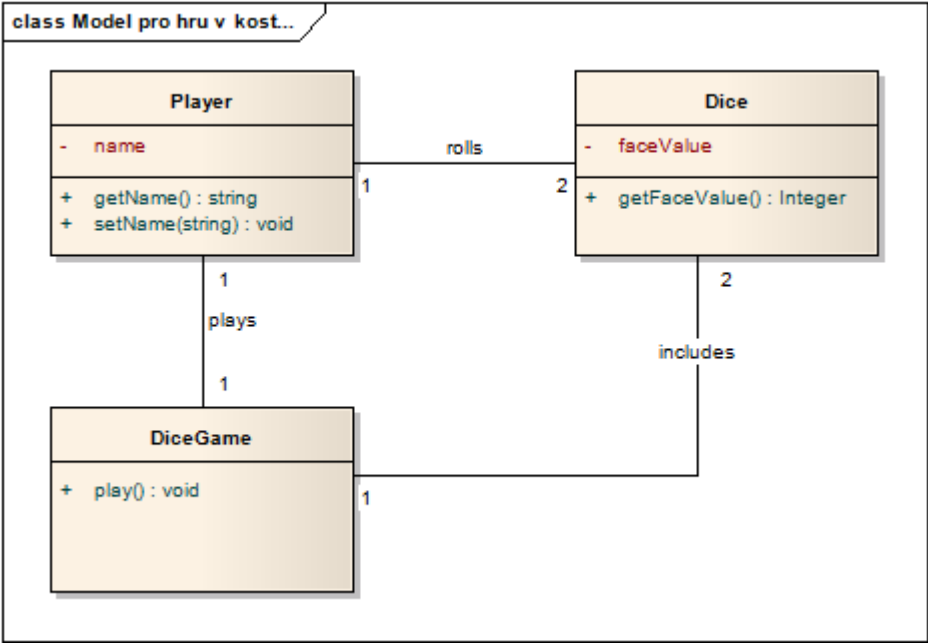 class Model pro hru v kost...
Player
- name
+ getName() : string
+ setName(string) : void
rolls
1
2
Dice
- faceValue
+ getFaceValue() : Integer
1
plays
1
2
includes
DiceGame
+ play() : void
1